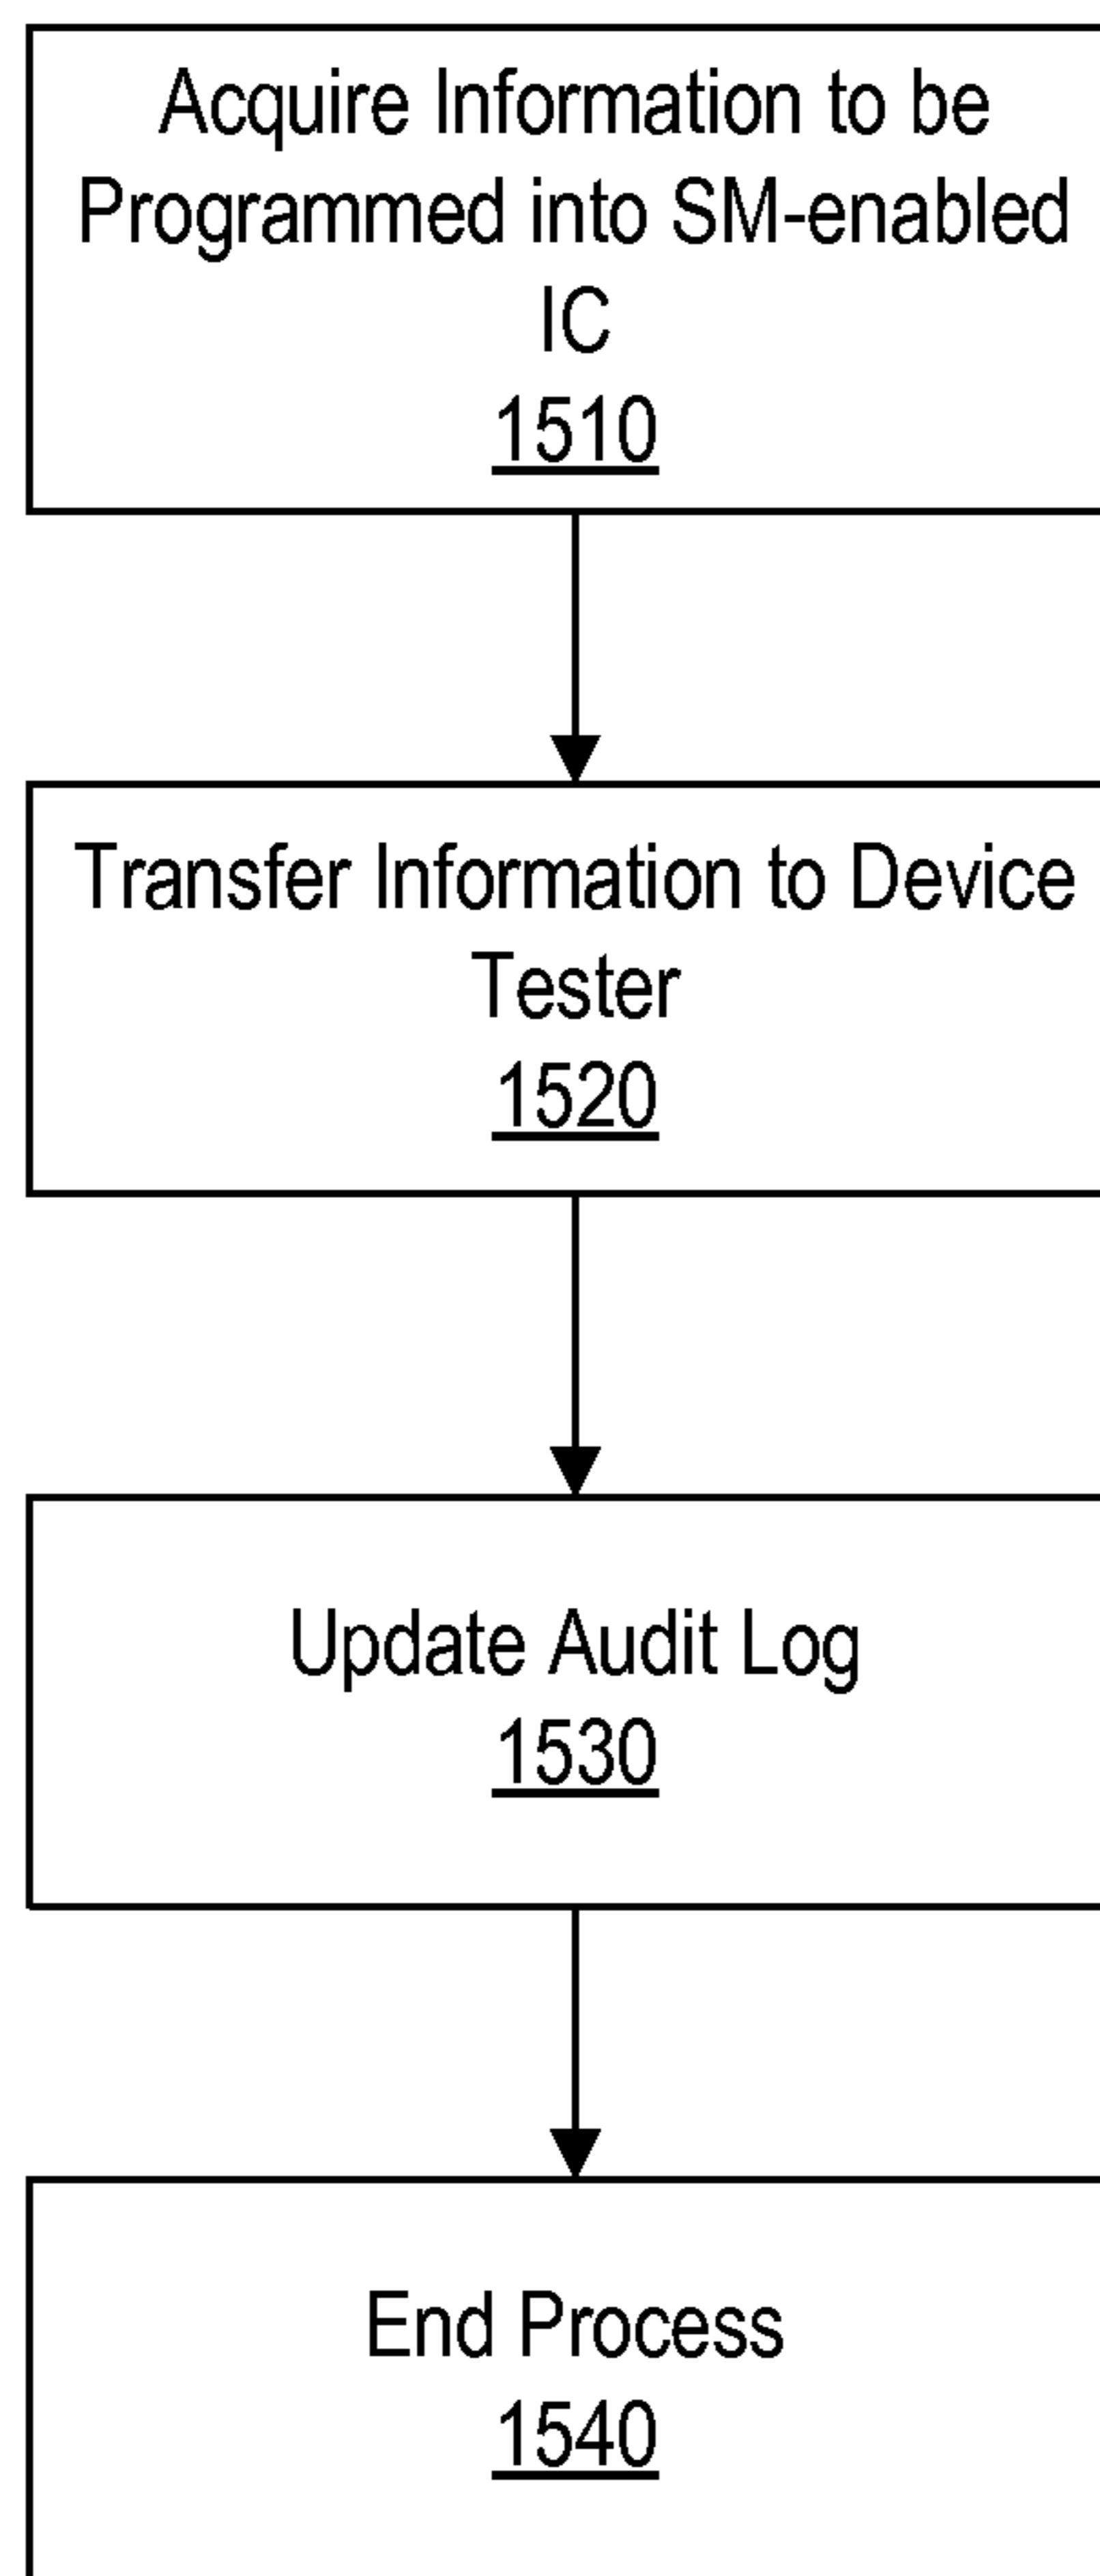 Acquire Information to be
Programmed into SM-enabled
IC
1510
Transfer Information to Device
Tester
1520
Update Audit Log
1530
End Process
1540